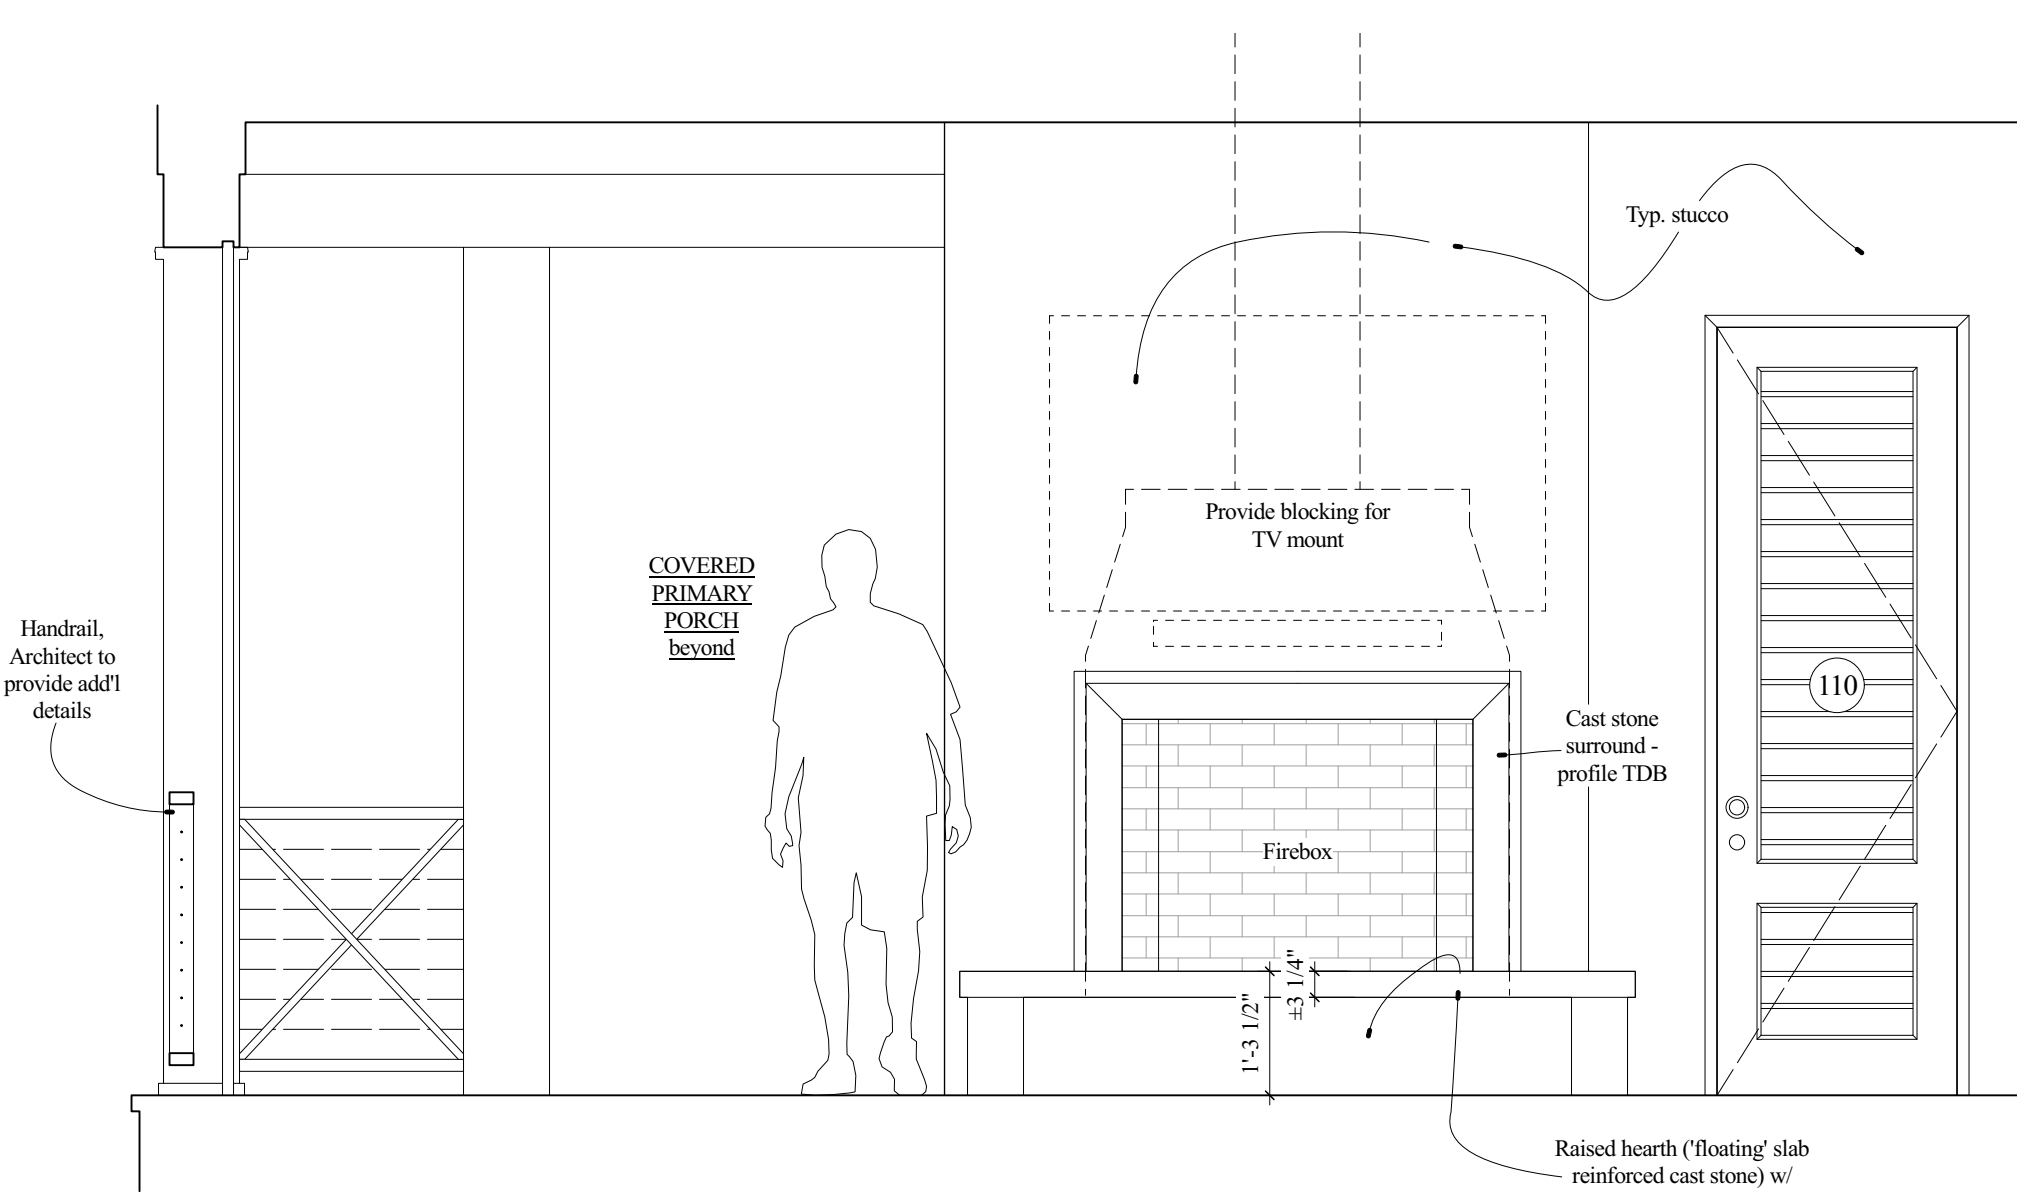 Typ. stucco
Provide blocking for
TV mount
COVERED
PRIMARY
PORCH
beyond
Handrail,
Architect to
provide add'l
details
110
Cast stone
surround -
profile TDB
Firebox
1'-3 1/2"
±3 1/4"
Raised hearth ('floating' slab
reinforced cast stone) w/